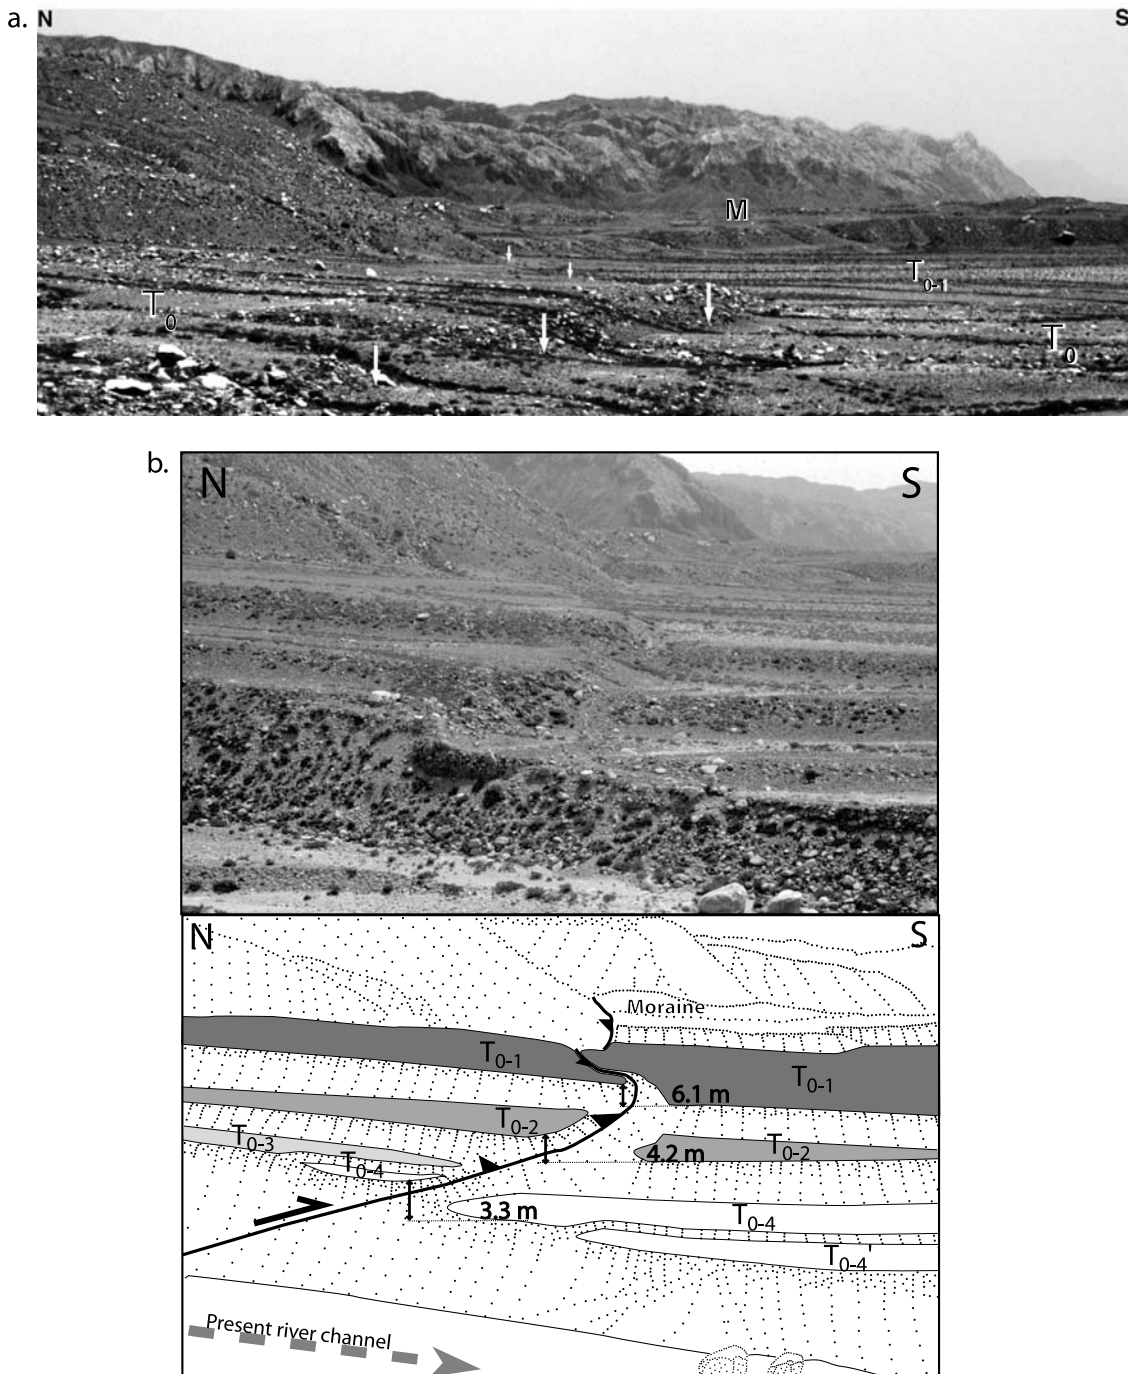 a.
N
S
M
T0-1
T0
T0
b.
N
S
N
S
Moraine
T0-1
T0-1
6.1 m
T0-2
T0-2
4.2 m
T0-3
T0-4
3.3 m
T0-4
T0-4'
Present river channel